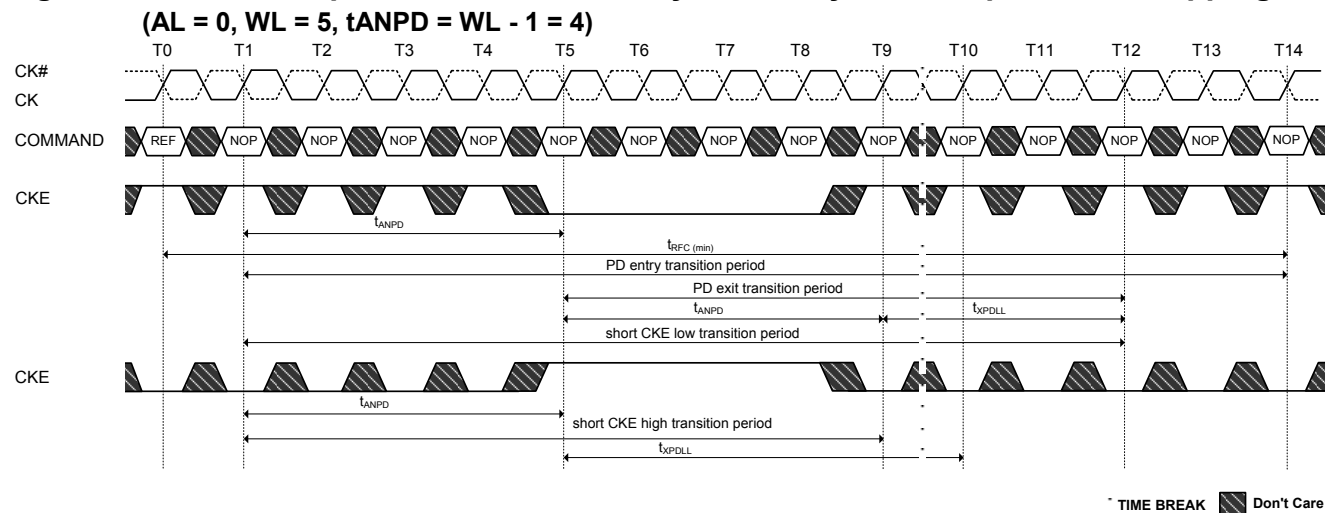 (AL = 0, WL = 5, tANPD = WL - 1 = 4)
T0 T1 T2 T3 T4 T5 T6 T7 T8 T9 T10 T11 T12 T13 T14
CK#
CK
COMMAND REF NOP NOP NOP NOP NOP NOP NOP NOP NOP NOP NOP NOP NOP NOP
CKE
tANPD
tRFC (min)
PD entry transition period
PD exit transition period
tANPD tXPDLL
short CKE low transition period
CKE
tANPD
short CKE high transition period
tXPDLL
TIME BREAK Don't Care